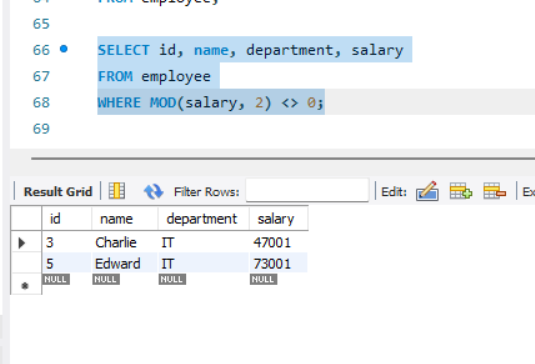 FROM employee;
65
66 SELECT id, name, department, salary
67 FROM employee
68 WHERE MOD(salary, 2) <> 0;
69
Result Grid Filter Rows: Edit:
id name department salary
3 Charlie IT 47001
5 Edward IT 73001
NULL NULL NULL NULL